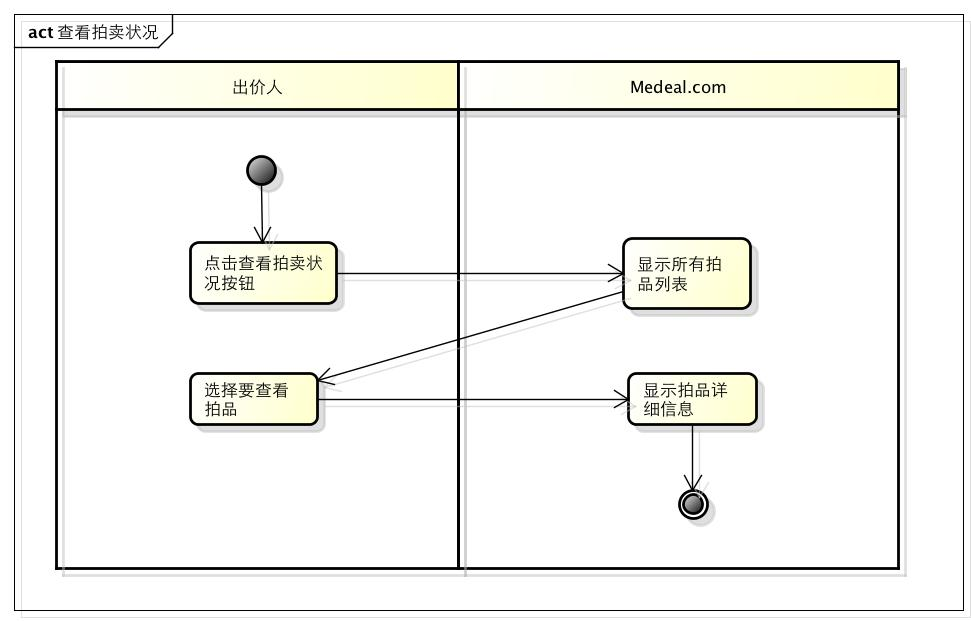 act 查看拍卖状况
出价人
Medeal.com
点击查看拍卖状
况按钮
显示所有拍
品列表
选择要查看
拍品
显示拍品详
细信息